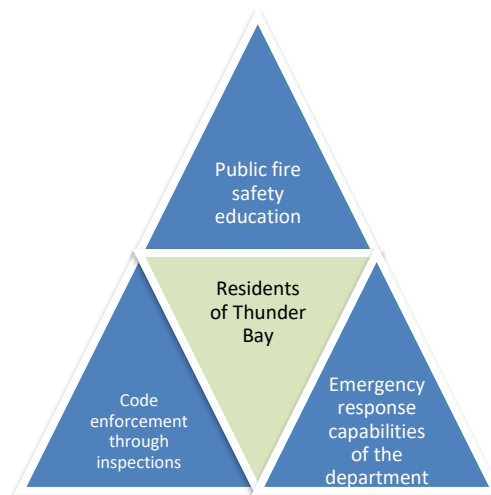 Public fire
safety
education
Residents
of Thunder
Bay
Code
enforcement
through
inspections
Emergency
response
capabilities
of the
department